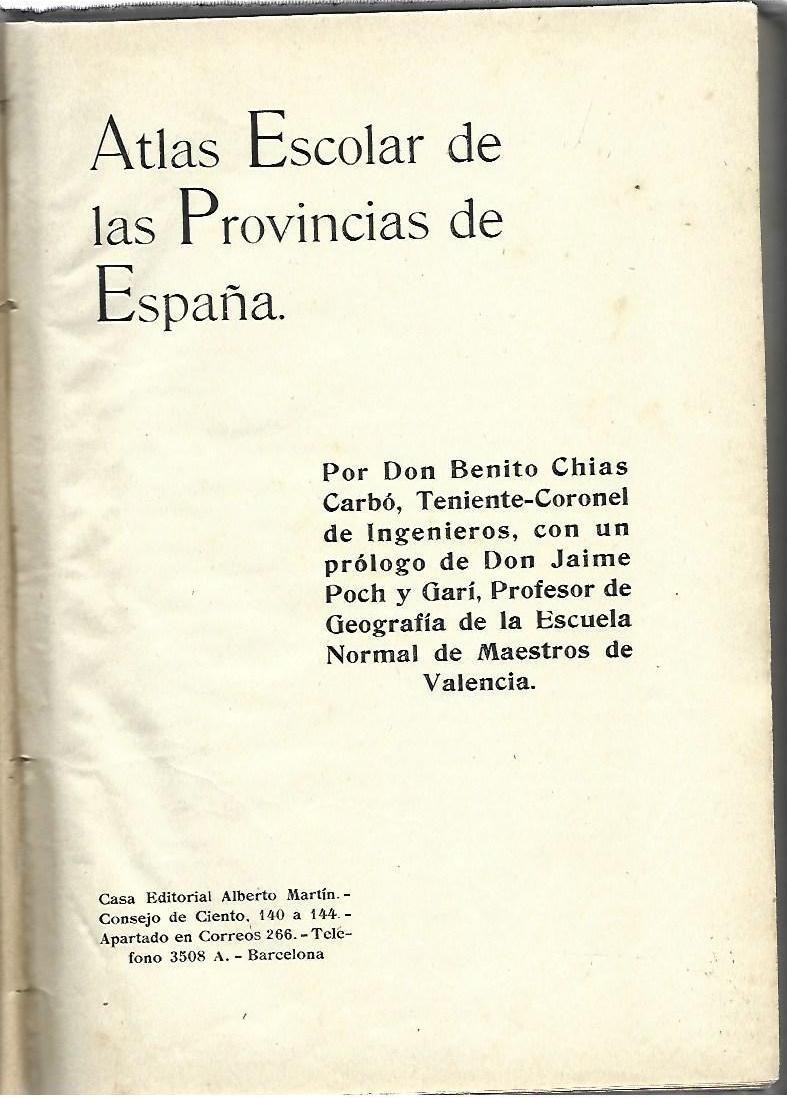 Atlas Escolar de
las Provincias de
España.
Por Don Benito Chias
Carbó, Teniente-Coronel
de Ingenieros, con un
prólogo de Don Jaime
Poch y Garí, Profesor de
Geografía de la Escuela
Normal de Maestros de
Valencia.
Casa Editorial Alberto Martín. -
Consejo de Ciento, 140 a 144. -
Apartado en Correos 266. - Telé-
fono 3508 A. - Barcelona